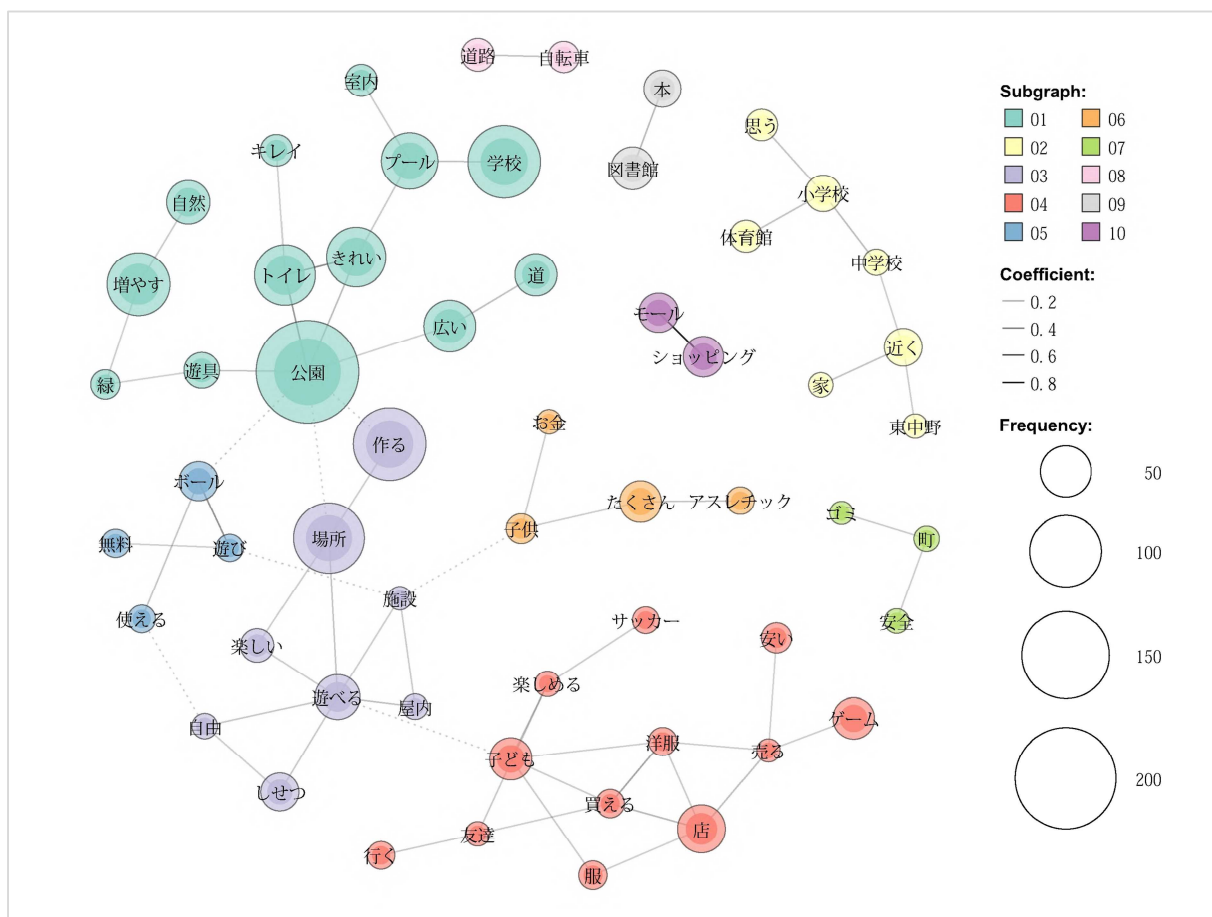 道路
自転車
室内
本
キレイ
プール
学校
図書館
思う
小学校
自然
体育館
トイレ
きれい
中学校
増やす
道
広い
モール
ショッピング
近く
遊具
公園
緑
家
お金
東中野
作る
ボール
たくさん
アスレチック
子供
ゴミ
無料
遊び
場所
町
施設
使える
楽しい
サッカー
安全
安い
楽しめる
遊べる
屋内
自由
ゲーム
子ども
洋服
売る
しせつ
買える
友達
店
行く
服
Subgraph:
01 06
02 07
03 08
04 09
05 10
Coefficient:
0.2
0.4
0.6
0.8
Frequency:
50
100
150
200